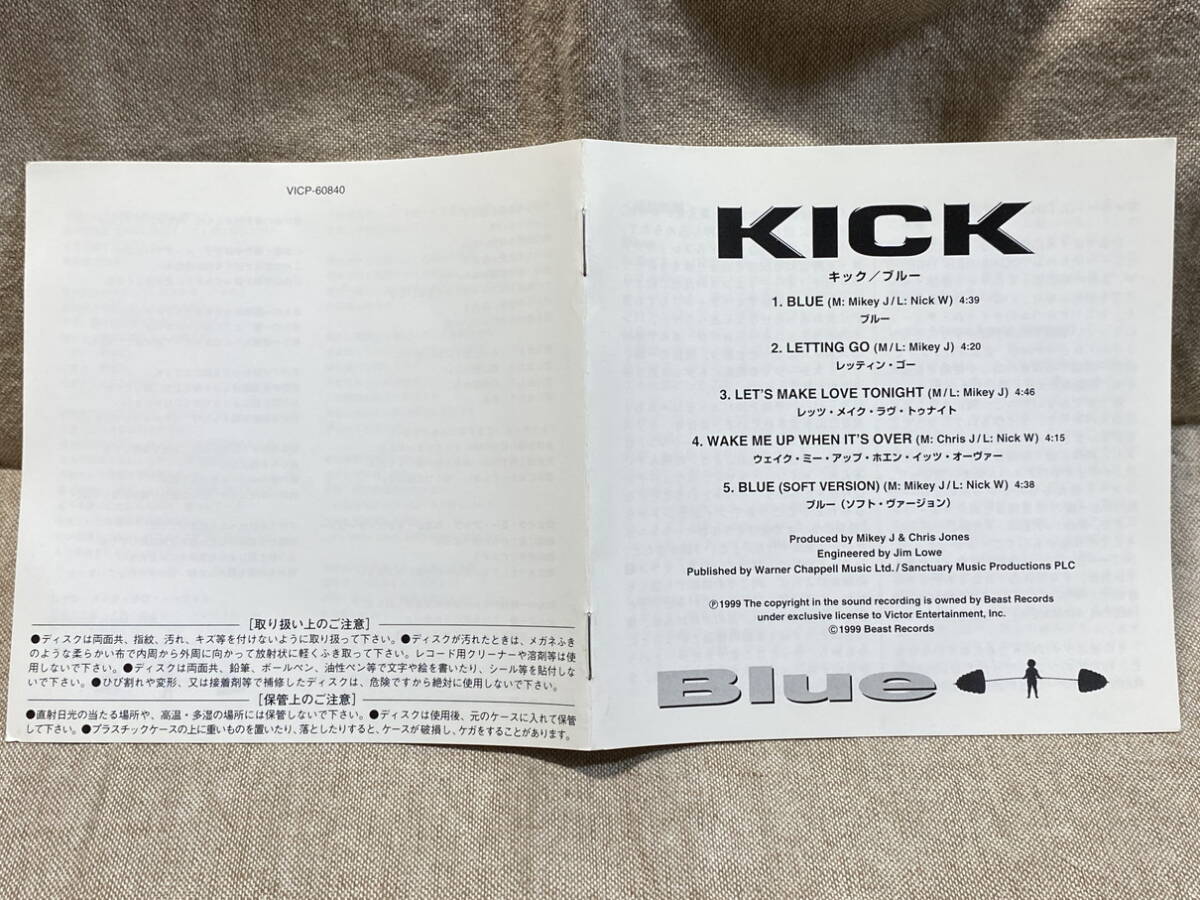 VICP-60840
[取り扱い上のご注意]
●ディスクは両面共、指紋、汚れ、キズ等を付けないように取り扱って下さい。●ディスクが汚れたときは、メガネふき
のような柔らかい布で内周から外周に向かって放射状に軽くふき取って下さい。レコード用クリーナーや溶剤等は使
用しないで下さい。●ディスクは両面共、鉛筆、ボールペン、油性ペン等で文字や絵を書いたり、シール等を貼付しな
いで下さい。●ひび割れや変形、又は接着剤等で補修したディスクは、危険ですから絶対に使用しないで下さい。
[保管上のご注意]
●直射日光の当たる場所や、高温・多湿の場所には保管しないで下さい。●ディスクは使用後、元のケースに入れて保管
して下さい。●プラスチックケースの上に重いものを置いたり、落としたりすると、ケースが破損し、ケガをすることがあります。
KICK
キック／ブルー
1. BLUE (M: Mikey J / L: Nick W) 4:39
ブルー
2. LETTING GO (M / L: Mikey J) 4:20
レッティン・ゴー
3. LET'S MAKE LOVE TONIGHT (M / L: Mikey J) 4:46
レッツ・メイク・ラヴ・トゥナイト
4. WAKE ME UP WHEN IT'S OVER (M: Chris J / L: Nick W) 4:15
ウェイク・ミー・アップ・ホエン・イッツ・オーヴァー
5. BLUE (SOFT VERSION) (M: Mikey J / L: Nick W) 4:38
ブルー（ソフト・ヴァージョン）
Produced by Mikey J & Chris Jones
Engineered by Jim Lowe
Published by Warner Chappell Music Ltd. / Sanctuary Music Productions PLC
℗1999 The copyright in the sound recording is owned by Beast Records
under exclusive license to Victor Entertainment, Inc.
©1999 Beast Records
Blue